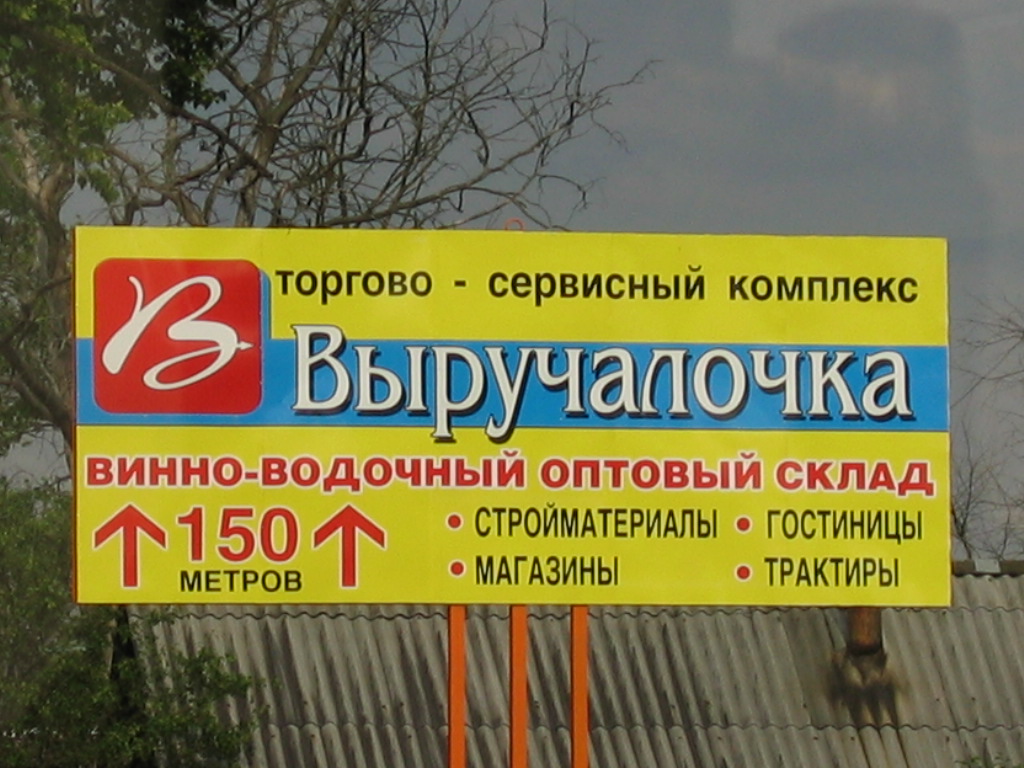 торгово - сервисный комплекс
В
Выручалочка
ВИННО-ВОДОЧНЫЙ ОПТОВЫЙ СКЛАД
↑ 150 ↑
МЕТРОВ
• СТРОЙМАТЕРИАЛЫ • ГОСТИНИЦЫ
• МАГАЗИНЫ • ТРАКТИРЫ